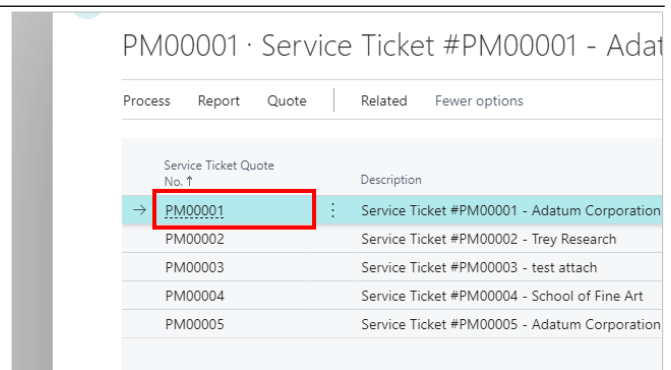 PM00001 · Service Ticket #PM00001 - Adat
Process Report Quote Related Fewer options
Service Ticket Quote
No. ↑ Description
→ PM00001 ⋮ Service Ticket #PM00001 - Adatum Corporation
PM00002 Service Ticket #PM00002 - Trey Research
PM00003 Service Ticket #PM00003 - test attach
PM00004 Service Ticket #PM00004 - School of Fine Art
PM00005 Service Ticket #PM00005 - Adatum Corporation